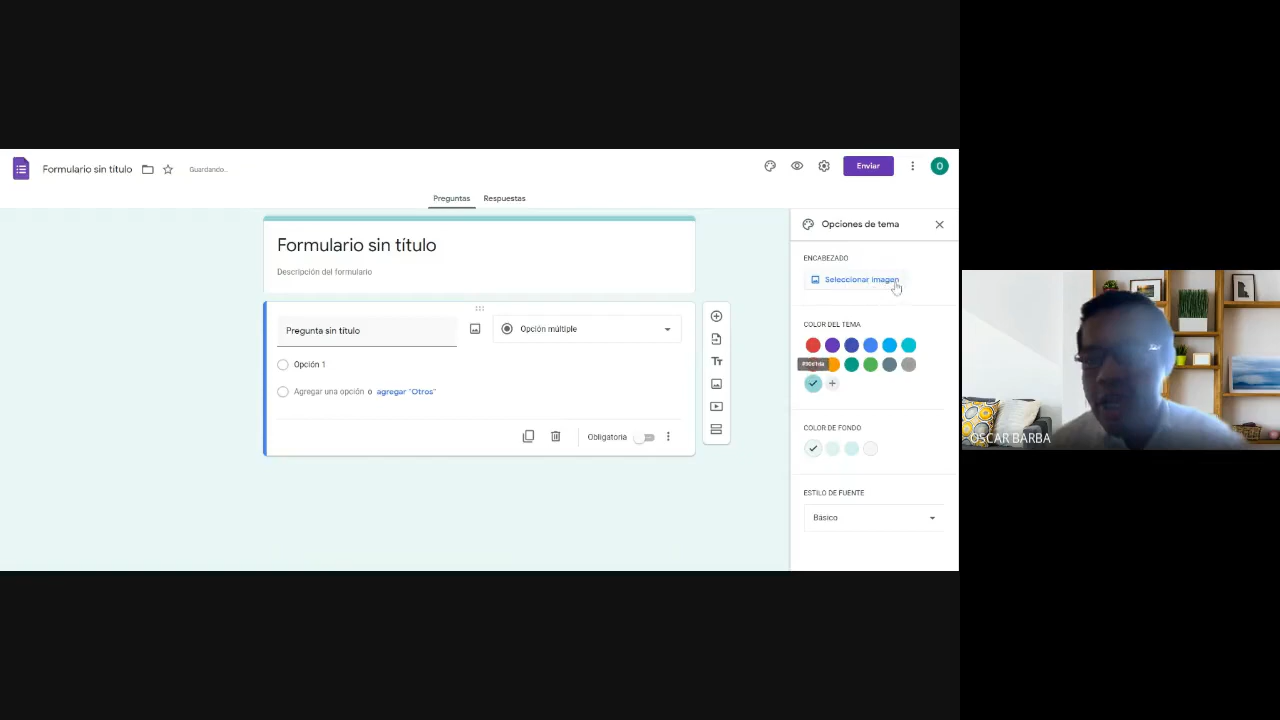 Formulario sin título
Guardando...
Enviar
O
Preguntas
Respuestas
Opciones de tema
Formulario sin título
Descripción del formulario
ENCABEZADO
Seleccionar imagen
Pregunta sin título
Opción múltiple
COLOR DEL TEMA
Opción 1
Agregar una opción o agregar "Otros"
Obligatoria
COLOR DE FONDO
ESTILO DE FUENTE
Básico
OSCAR BARBA